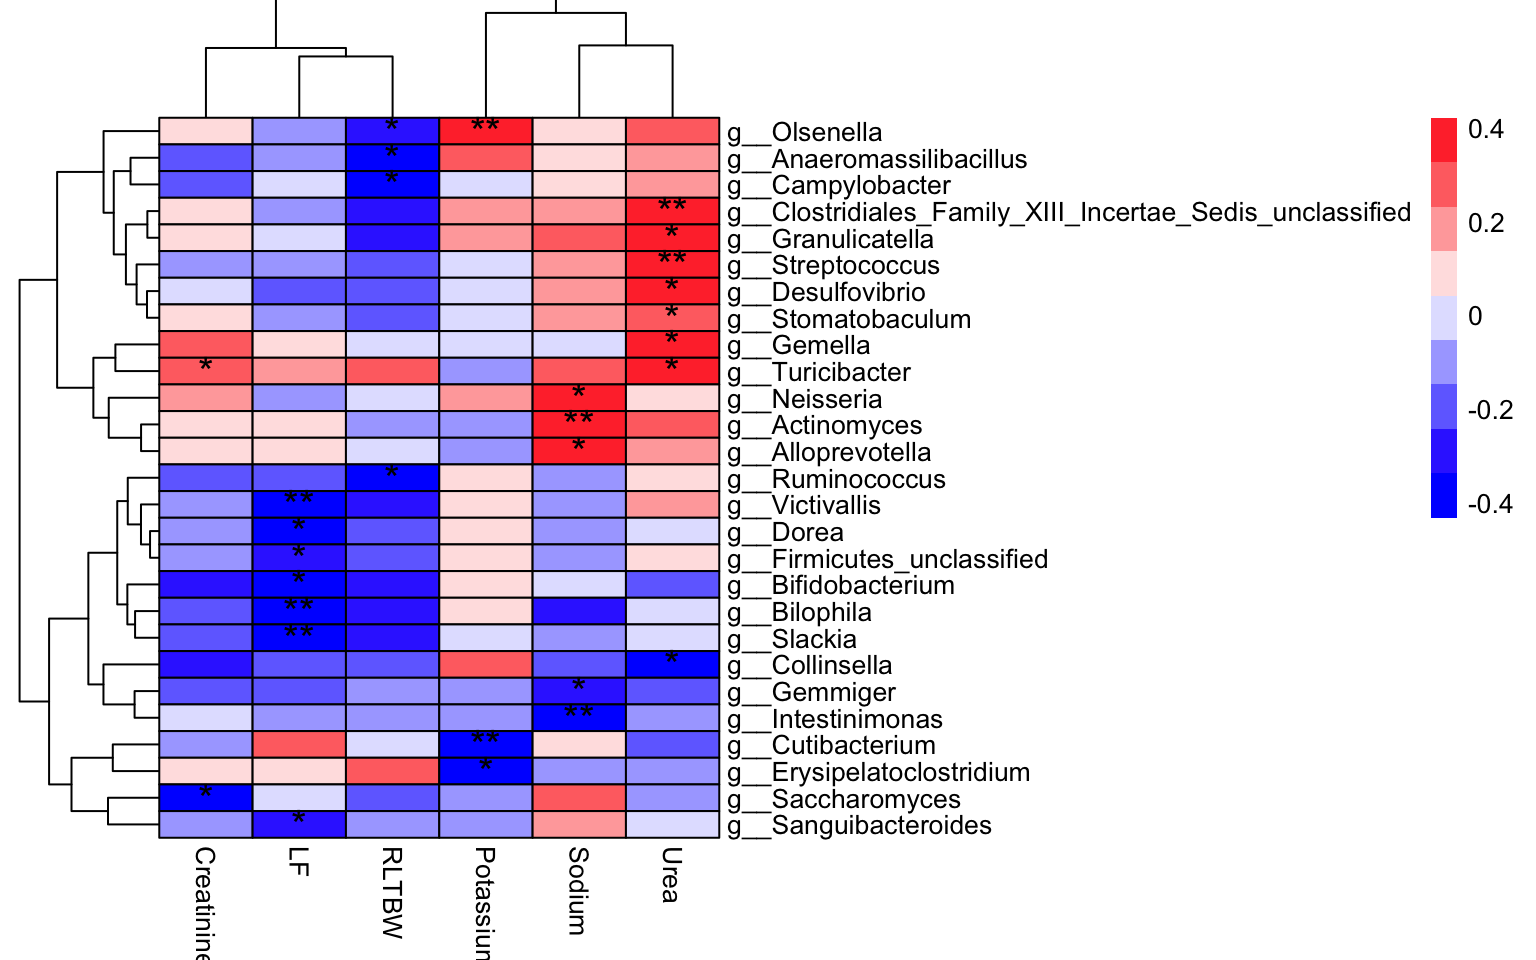 * ** g__Olsenella
* g__Anaeromassilibacillus
* g__Campylobacter
** g__Clostridiales_Family_XIII_Incertae_Sedis_unclassified
* g__Granulicatella
** g__Streptococcus
* g__Desulfovibrio
* g__Stomatobaculum
* g__Gemella
* * g__Turicibacter
* g__Neisseria
** g__Actinomyces
* g__Alloprevotella
* g__Ruminococcus
** g__Victivallis
* g__Dorea
* g__Firmicutes_unclassified
* g__Bifidobacterium
** g__Bilophila
** g__Slackia
* g__Collinsella
* g__Gemmiger
** g__Intestinimonas
** g__Cutibacterium
* g__Erysipelatoclostridium
* g__Saccharomyces
* g__Sanguibacteroides
Creatinine
LF
RLTBW
Potassium
Sodium
Urea
0.4
0.2
0
-0.2
-0.4